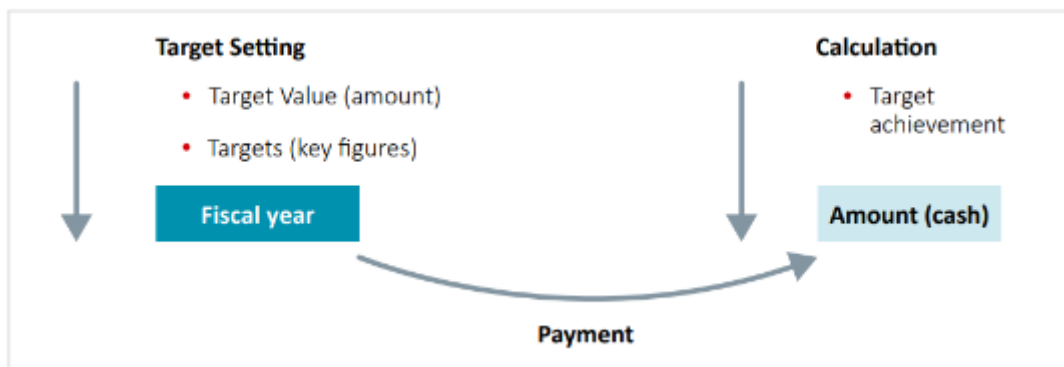 Target Setting
• Target Value (amount)
• Targets (key figures)
Fiscal year
Calculation
• Target
achievement
Amount (cash)
Payment